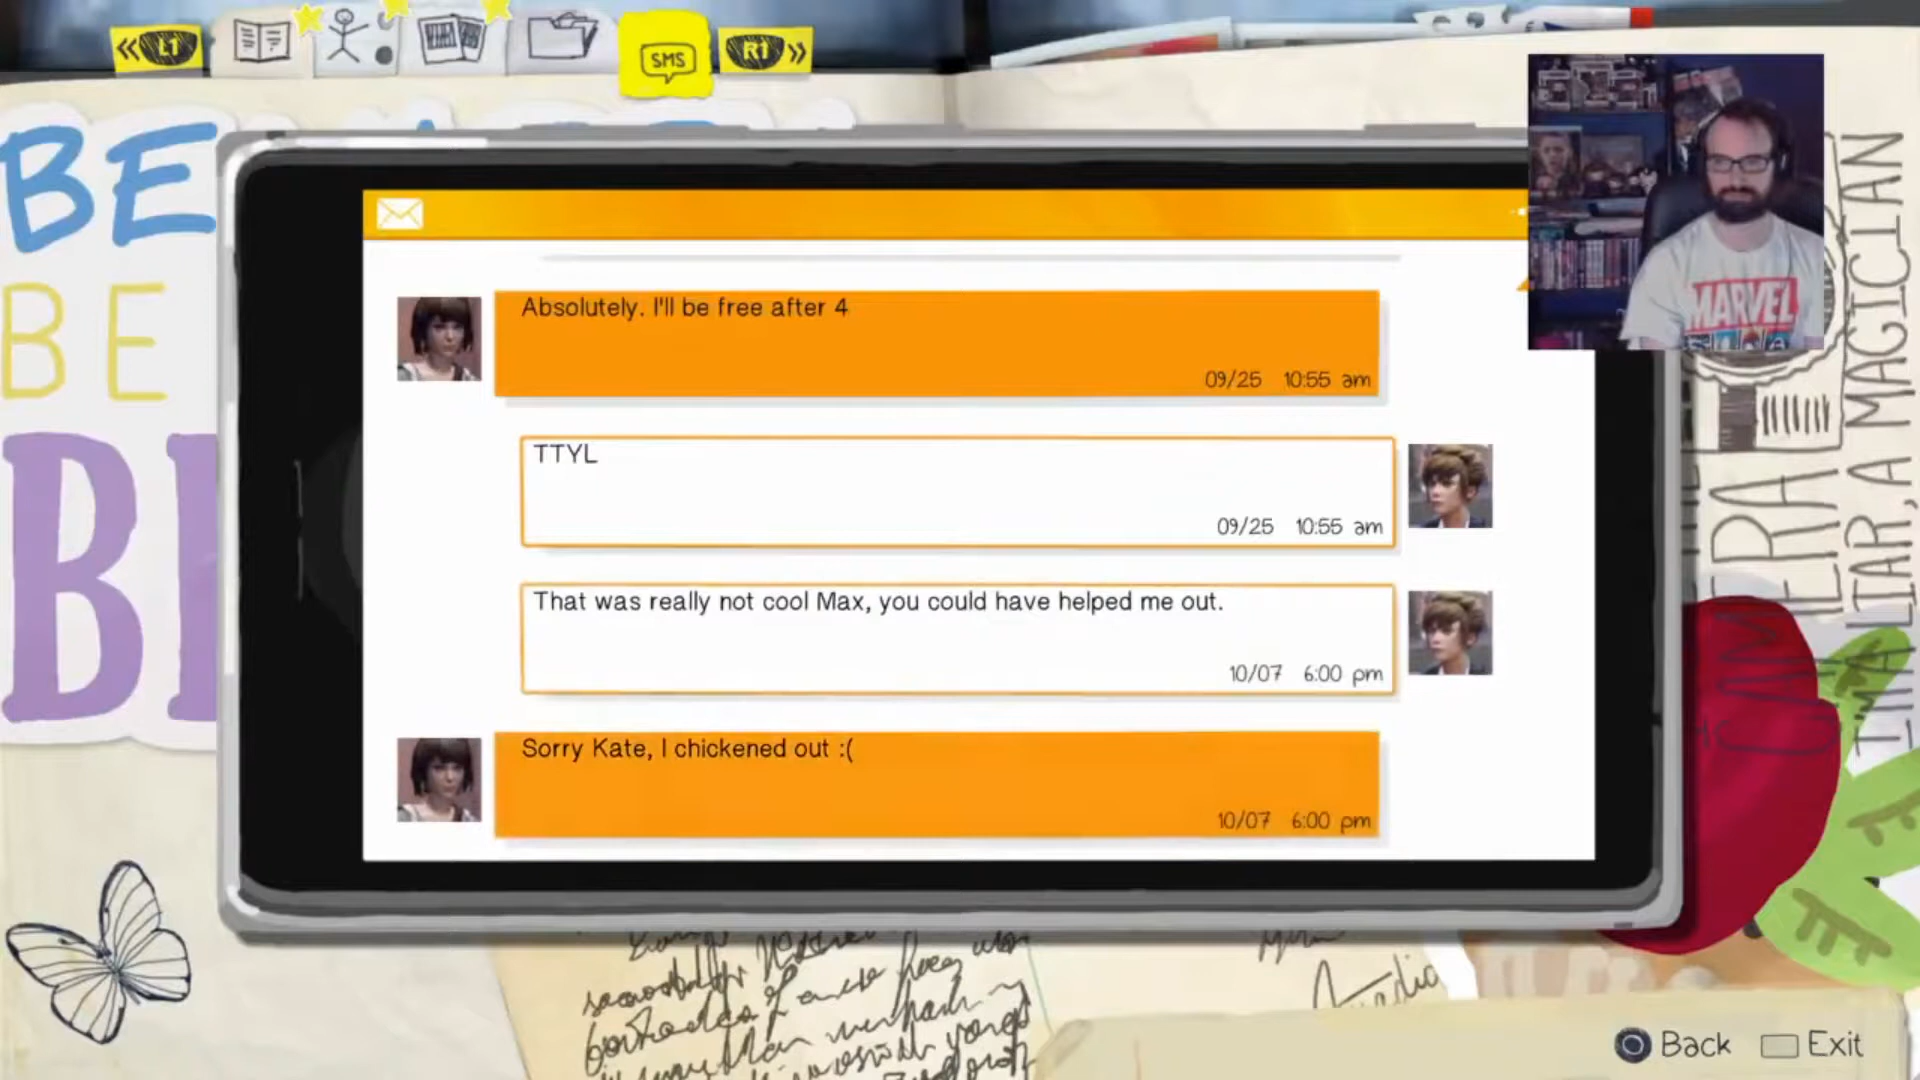 L1
SMS
R1
BE
BE
Absolutely. I'll be free after 4
09/25 10:55 am
TTYL
09/25 10:55 am
That was really not cool Max, you could have helped me out.
10/07 6:00 pm
Sorry Kate, I chickened out :(
10/07 6:00 pm
MARVEL
LIAR, A MAGICIAN
Back
Exit